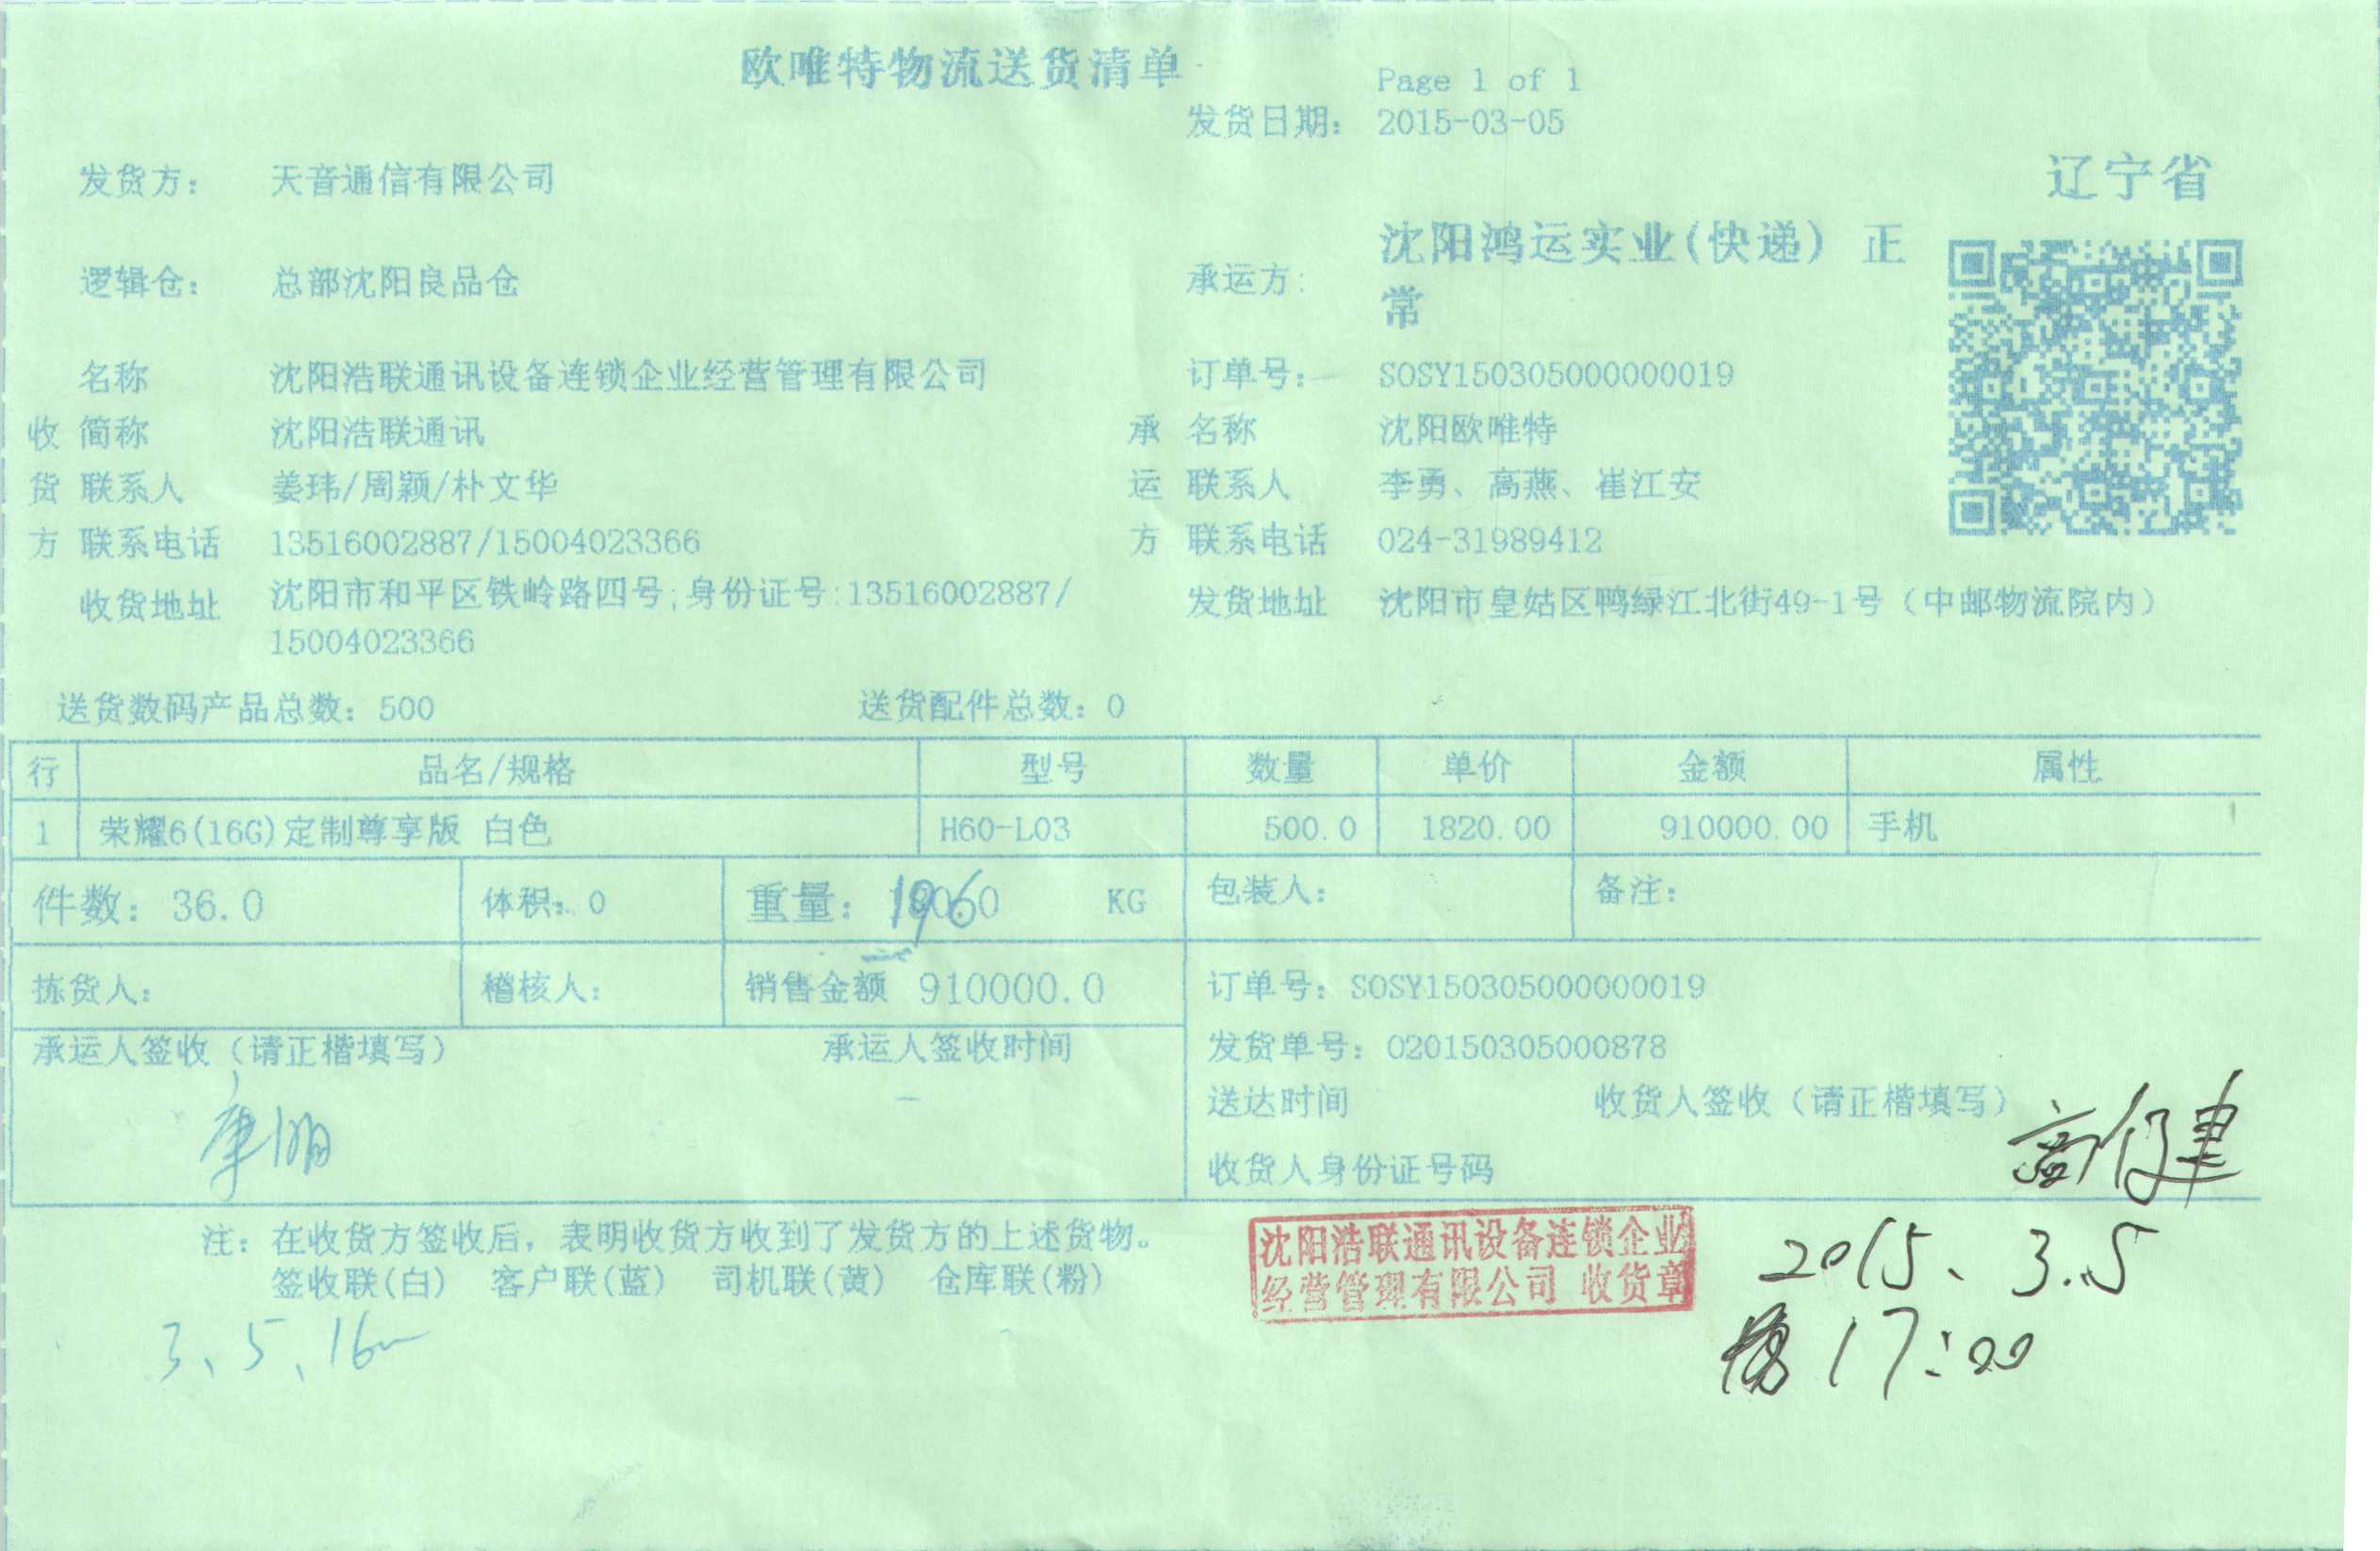 欧唯特物流送货清单
Page 1 of 1
发货日期： 2015-03-05
辽宁省
发货方： 天音通信有限公司
逻辑仓： 总部沈阳良品仓
承运方： 沈阳鸿运实业(快递) 正
常
名称 沈阳浩联通讯设备连锁企业经营管理有限公司 订单号： SOSY150305000000019
收 简称 沈阳浩联通讯 承 名称 沈阳欧唯特
货 联系人 姜玮/周颖/朴文华 运 联系人 李勇、高燕、崔江安
方 联系电话 13516002887/15004023366 方 联系电话 024-31989412
收货地址 沈阳市和平区铁岭路四号;身份证号:13516002887/
15004023366
发货地址 沈阳市皇姑区鸭绿江北街49-1号（中邮物流院内）
送货数码产品总数： 500 送货配件总数： 0
行 品名/规格 型号 数量 单价 金额 属性
1 荣耀6(16G)定制尊享版 白色 H60-L03 500.0 1820.00 910000.00 手机
件数： 36.0 体积： 0 重量： KG 包装人： 备注：
196
拣货人： 稽核人： 销售金额 910000.0 订单号： SOSY150305000000019
承运人签收（请正楷填写） 承运人签收时间 发货单号： 020150305000878
送达时间 收货人签收（请正楷填写）
收货人身份证号码
注： 在收货方签收后，表明收货方收到了发货方的上述货物。
签收联(白) 客户联(蓝) 司机联(黄) 仓库联(粉)
沈阳浩联通讯设备连锁企业
经营管理有限公司 收货章
2015、3.5
17:00
3、5、16